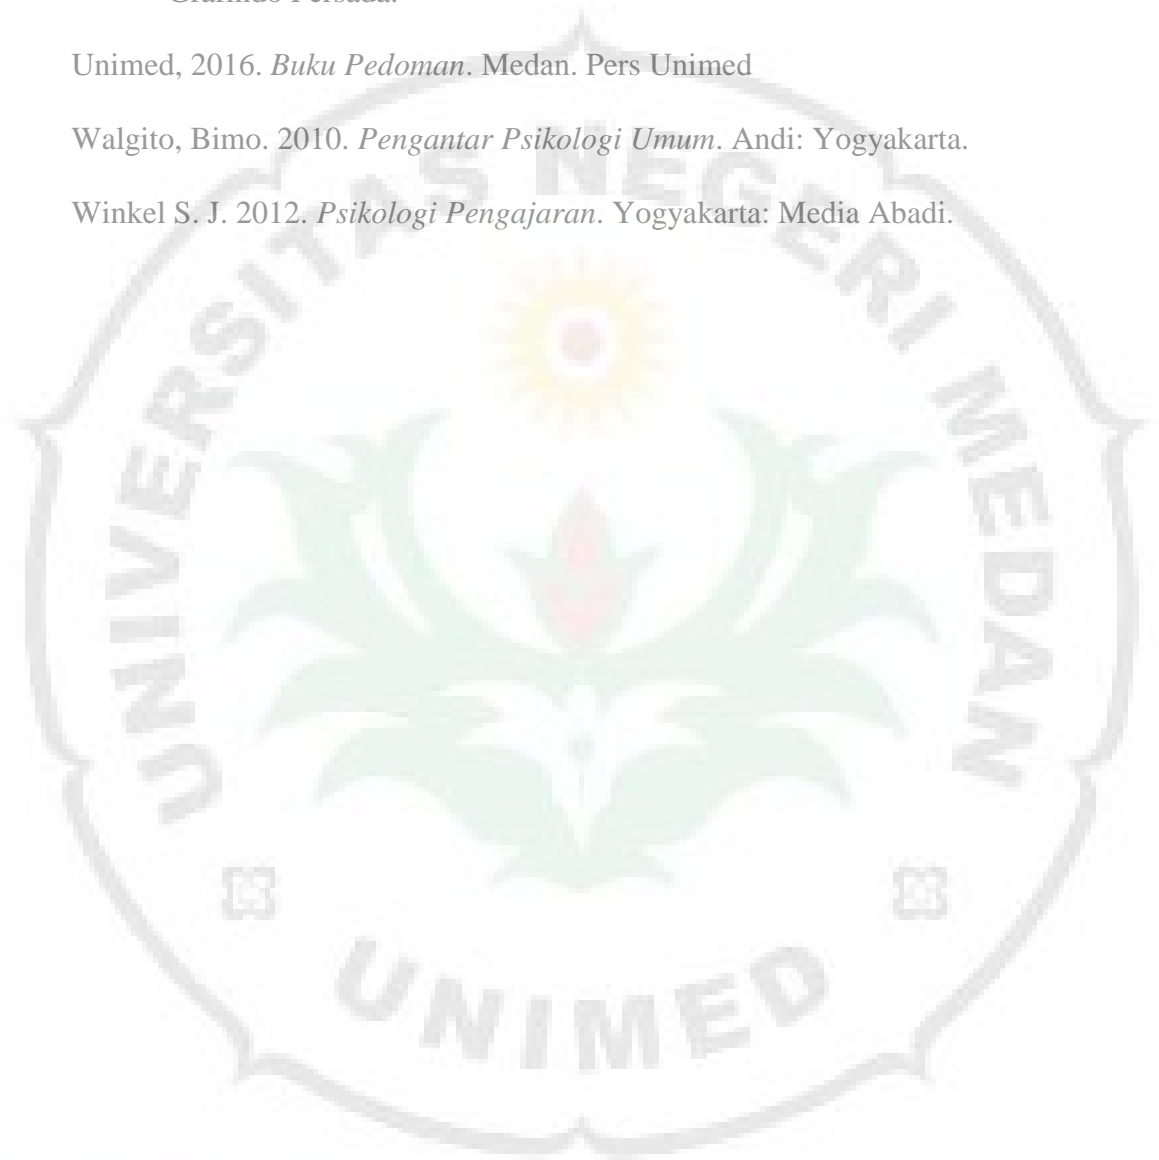 Grafindo Persada.
Unimed, 2016. Buku Pedoman. Medan. Pers Unimed
Walgito, Bimo. 2010. Pengantar Psikologi Umum. Andi: Yogyakarta.
Winkel S. J. 2012. Psikologi Pengajaran. Yogyakarta: Media Abadi.
UNIVERSITAS NEGERI MEDAN
UNIMED